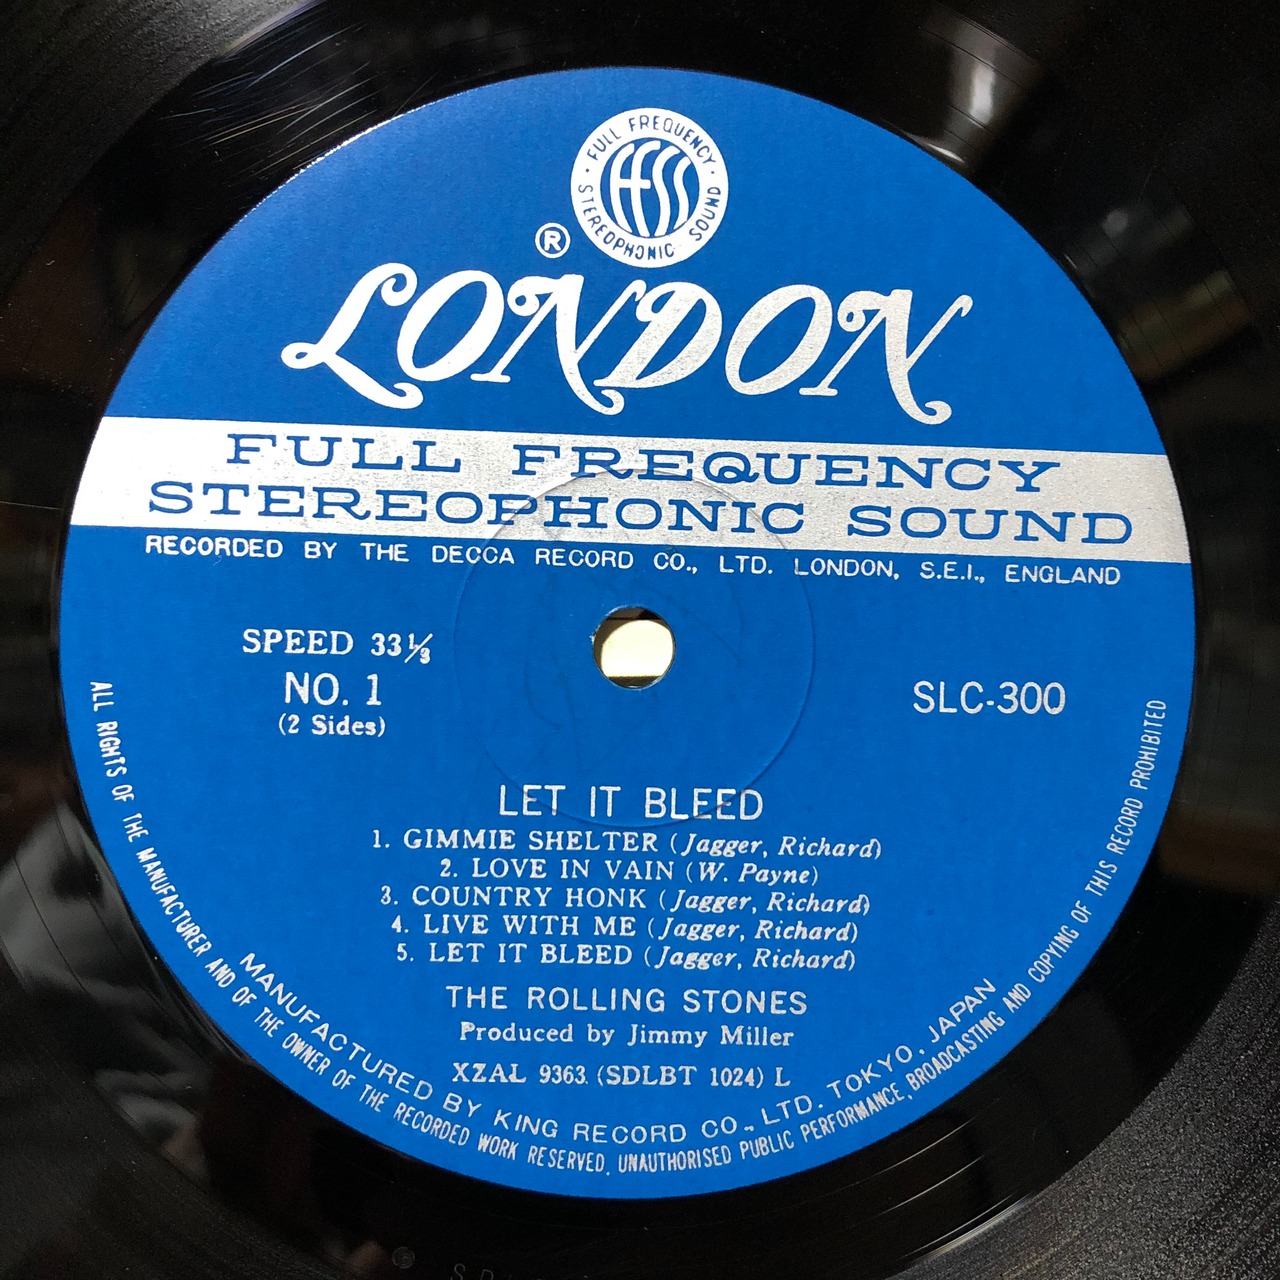 · FULL FREQUENCY ·
STEREOPHONIC SOUND
ffss
®
LONDON
FULL FREQUENCY
STEREOPHONIC SOUND
RECORDED BY THE DECCA RECORD CO., LTD. LONDON, S.E.I., ENGLAND
SPEED 33⅓
NO. 1
(2 Sides)
SLC-300
LET IT BLEED
1. GIMMIE SHELTER (Jagger, Richard)
2. LOVE IN VAIN (W. Payne)
3. COUNTRY HONK (Jagger, Richard)
4. LIVE WITH ME (Jagger, Richard)
5. LET IT BLEED (Jagger, Richard)
THE ROLLING STONES
Produced by Jimmy Miller
XZAL 9363. (SDLBT 1024) L
MANUFACTURED BY KING RECORD CO., LTD. TOKYO, JAPAN
ALL RIGHTS OF THE MANUFACTURER AND OF THE OWNER OF THE RECORDED WORK RESERVED, UNAUTHORISED PUBLIC PERFORMANCE, BROADCASTING AND COPYING OF THIS RECORD PROHIBITED